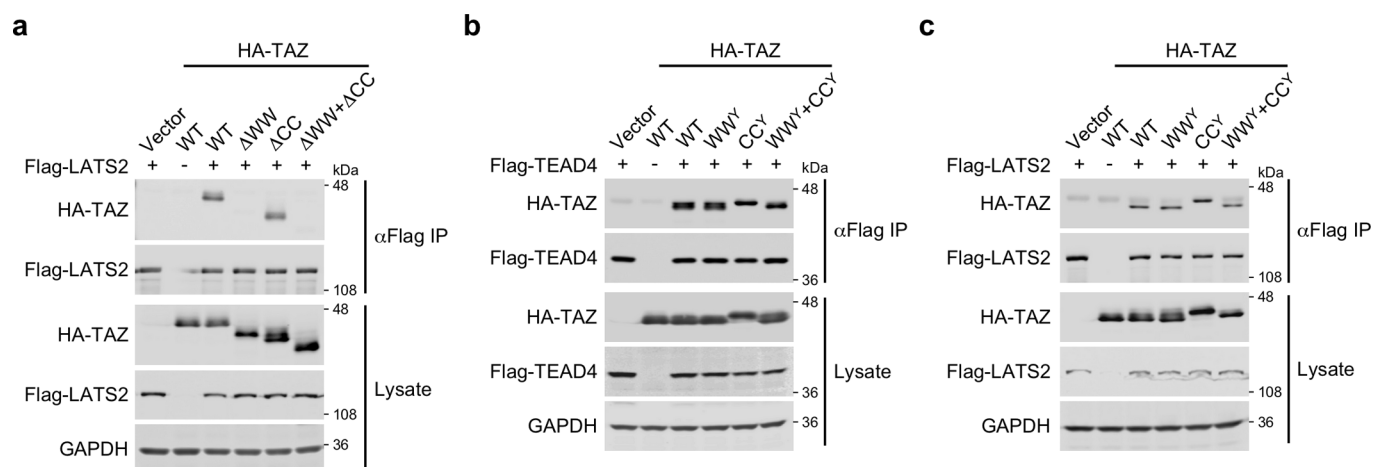 a
HA-TAZ
Vector WT WT ΔWW ΔCC ΔWW+ΔCC
Flag-LATS2 + - + + + + kDa
HA-TAZ 48
Flag-LATS2 108
αFlag IP
HA-TAZ 48
Flag-LATS2 108
GAPDH 36
Lysate
b
HA-TAZ
Vector WT WT WWY CCY WWY+CCY
Flag-TEAD4 + - + + + + kDa
HA-TAZ 48
Flag-TEAD4 36
αFlag IP
HA-TAZ 48
Flag-TEAD4 36
GAPDH 36
Lysate
c
HA-TAZ
Vector WT WT WWY CCY WWY+CCY
Flag-LATS2 + - + + + + kDa
HA-TAZ 48
Flag-LATS2 108
αFlag IP
HA-TAZ 48
Flag-LATS2 108
GAPDH 36
Lysate